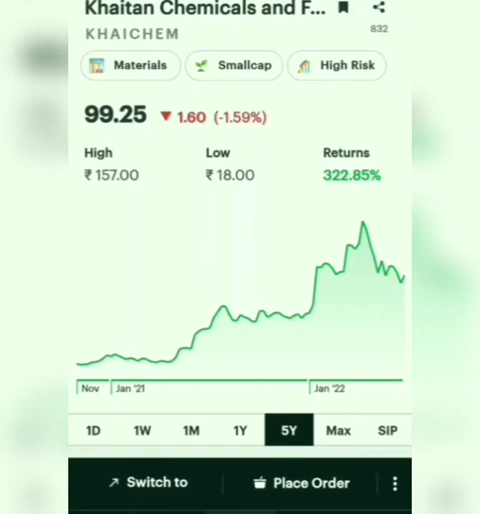 Khaitan Chemicals and F...
832
KHAICHEM
Materials Smallcap High Risk
99.25 ▼ 1.60 (-1.59%)
High Low Returns
₹ 157.00 ₹ 18.00 322.85%
Nov Jan '21 Jan '22
1D 1W 1M 1Y 5Y Max SIP
Switch to Place Order